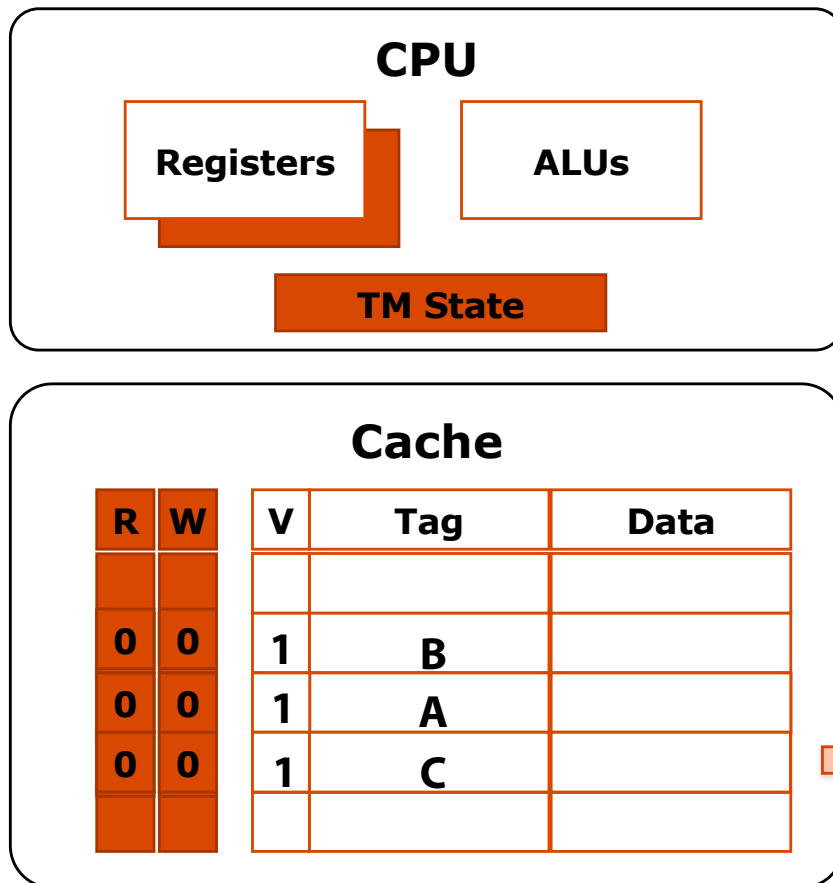 CPU
Registers ALUs
TM State
Cache
R W V Tag Data
0 0 1 B
0 0 1 A
0 0 1 C